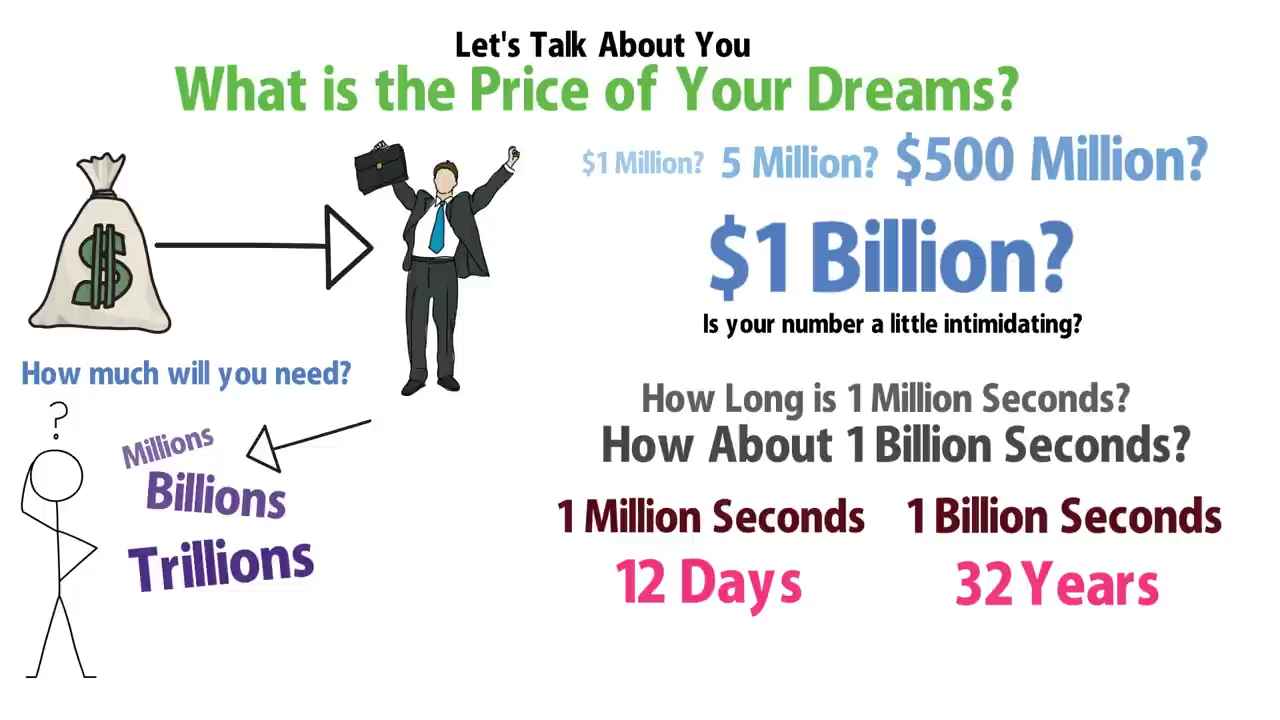 Let's Talk About You
What is the Price of Your Dreams?
$1 Million? 5 Million? $500 Million?
$1 Billion?
Is your number a little intimidating?
$
How much will you need?
?
Millions
Billions
Trillions
How Long is 1 Million Seconds?
How About 1 Billion Seconds?
1 Million Seconds 1 Billion Seconds
12 Days 32 Years